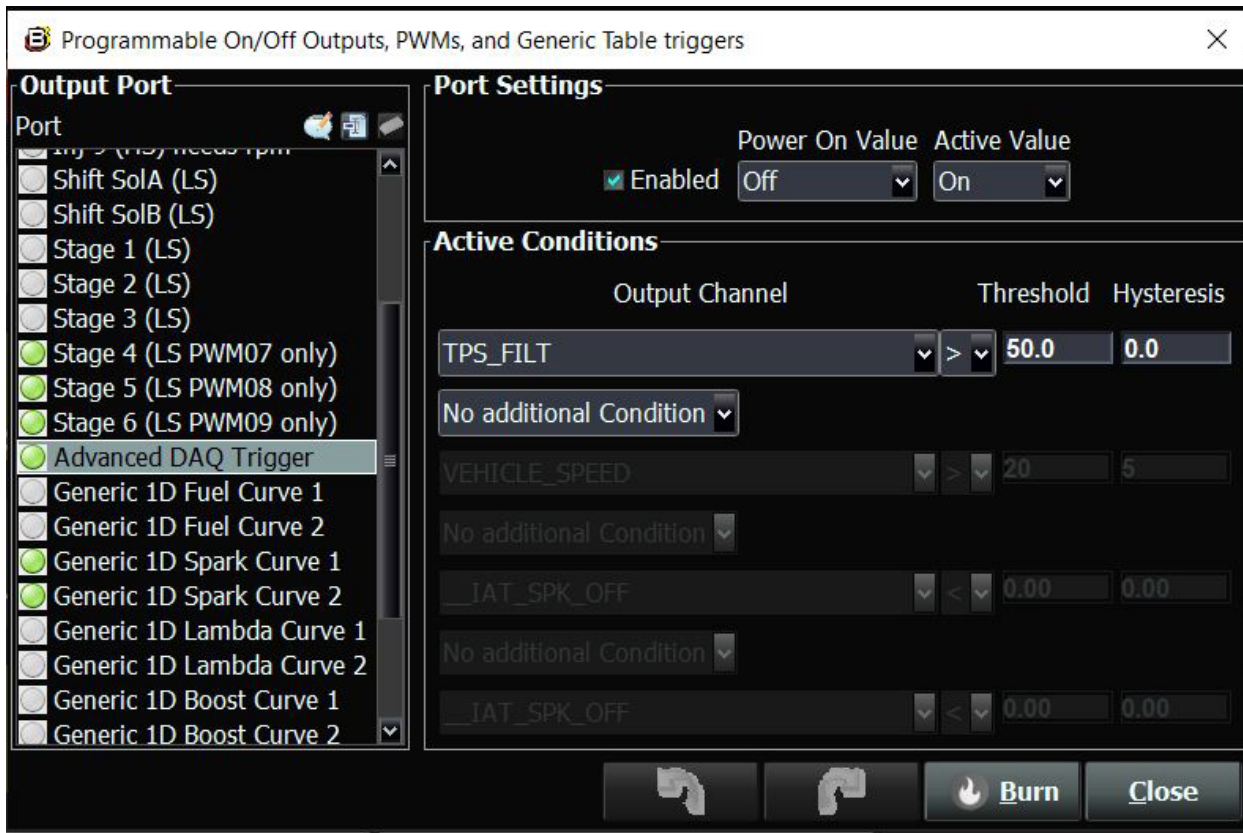 Programmable On/Off Outputs, PWMs, and Generic Table triggers
Output Port
Port
Inj 9 (MS) needs rpm
Shift SolA (LS)
Shift SolB (LS)
Stage 1 (LS)
Stage 2 (LS)
Stage 3 (LS)
Stage 4 (LS PWM07 only)
Stage 5 (LS PWM08 only)
Stage 6 (LS PWM09 only)
Advanced DAQ Trigger
Generic 1D Fuel Curve 1
Generic 1D Fuel Curve 2
Generic 1D Spark Curve 1
Generic 1D Spark Curve 2
Generic 1D Lambda Curve 1
Generic 1D Lambda Curve 2
Generic 1D Boost Curve 1
Generic 1D Boost Curve 2
Port Settings
Power On Value Active Value
Enabled Off On
Active Conditions
Output Channel Threshold Hysteresis
TPS_FILT > 50.0 0.0
No additional Condition
VEHICLE_SPEED > 20 5
No additional Condition
__IAT_SPK_OFF < 0.00 0.00
No additional Condition
__IAT_SPK_OFF < 0.00 0.00
Burn Close